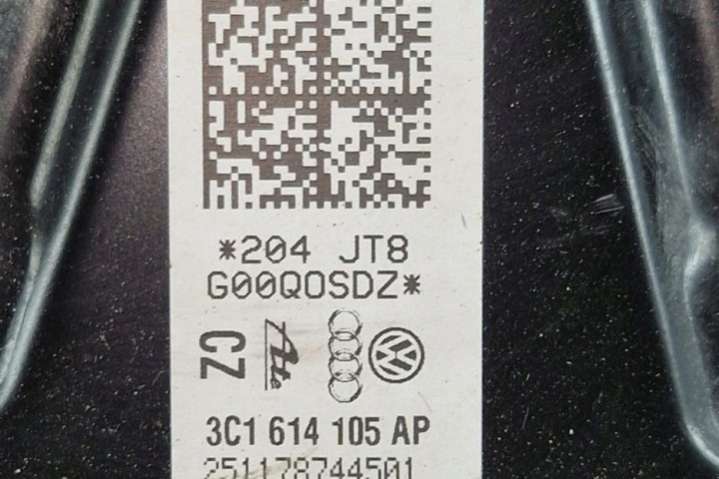 *204 JT8
G00QOSDZ*
CZ
Ate
3C1 614 105 AP
251178744501